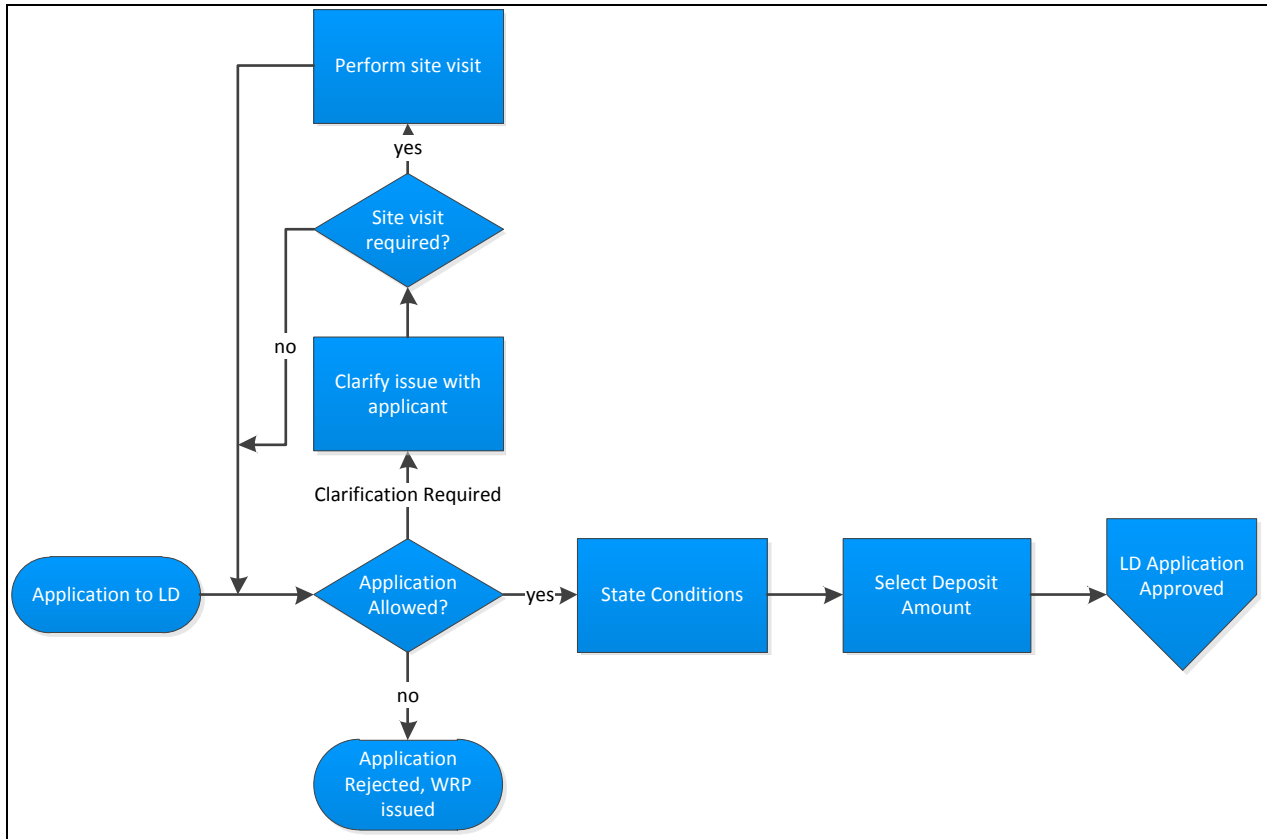 Perform site visit
yes
Site visit
required?
no
Clarify issue with
applicant
Clarification Required
Application to LD
Application
Allowed?
yes
State Conditions
Select Deposit
Amount
LD Application
Approved
no
Application
Rejected, WRP
issued